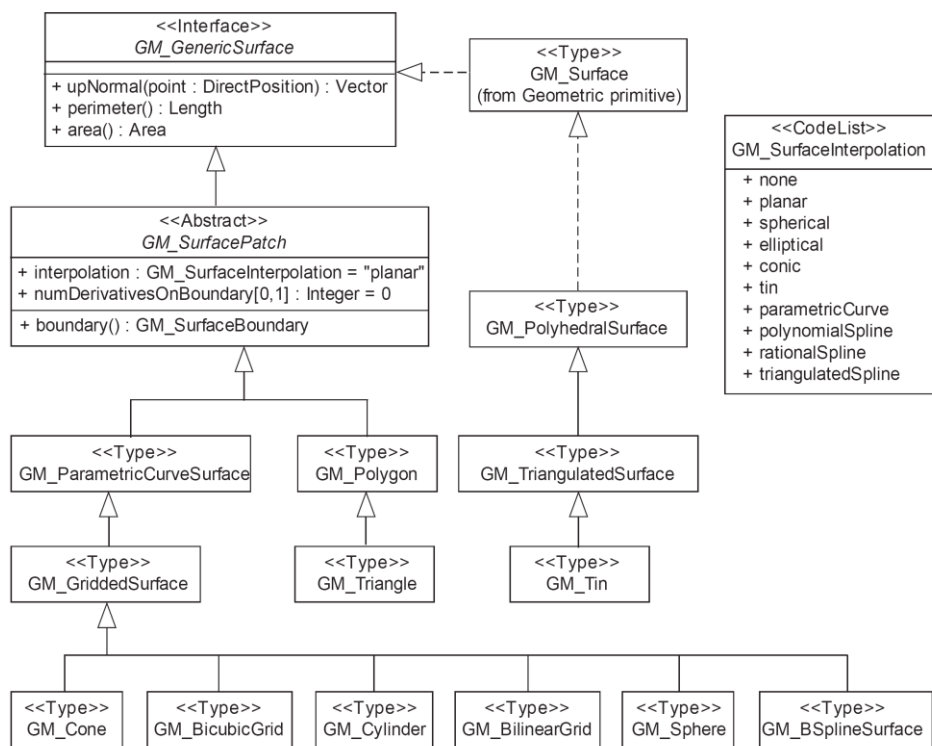 <<Interface>>
GM_GenericSurface
+ upNormal(point : DirectPosition) : Vector
+ perimeter() : Length
+ area() : Area
<<Type>>
GM_Surface
(from Geometric primitive)
<<CodeList>>
GM_SurfaceInterpolation
+ none
+ planar
+ spherical
+ elliptical
+ conic
+ tin
+ parametricCurve
+ polynomialSpline
+ rationalSpline
+ triangulatedSpline
<<Abstract>>
GM_SurfacePatch
+ interpolation : GM_SurfaceInterpolation = "planar"
+ numDerivativesOnBoundary[0,1] : Integer = 0
+ boundary() : GM_SurfaceBoundary
<<Type>>
GM_PolyhedralSurface
<<Type>>
GM_ParametricCurveSurface
<<Type>>
GM_Polygon
<<Type>>
GM_TriangulatedSurface
<<Type>>
GM_GriddedSurface
<<Type>>
GM_Triangle
<<Type>>
GM_Tin
<<Type>>
GM_Cone
<<Type>>
GM_BicubicGrid
<<Type>>
GM_Cylinder
<<Type>>
GM_BilinearGrid
<<Type>>
GM_Sphere
<<Type>>
GM_BSplineSurface